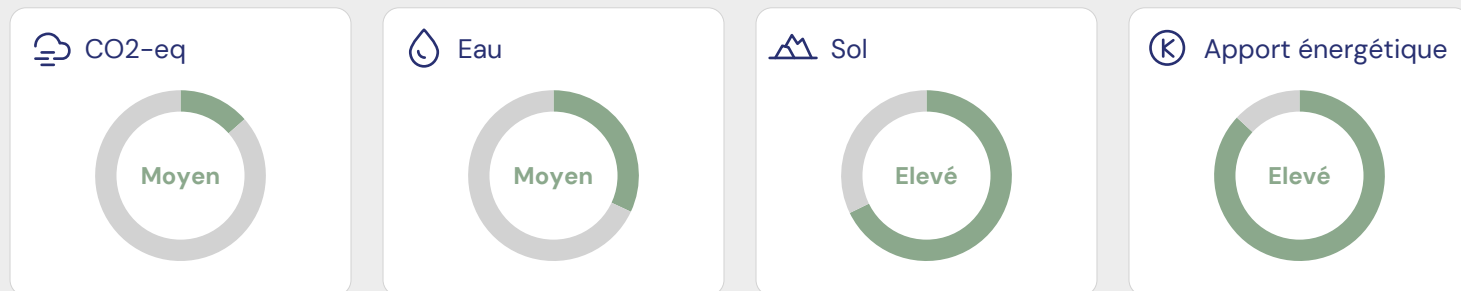 CO2-eq
Moyen
Eau
Moyen
Sol
Elevé
Apport énergétique
Elevé